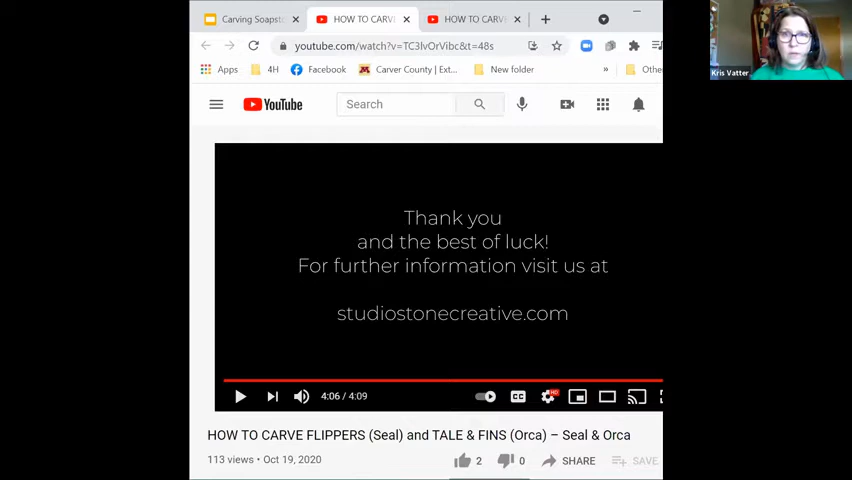 Carving Soapst
HOW TO CARV
HOW TO CARV
youtube.com/watch?v=TC3lvOrVibc&t=48s
Apps
4H
Facebook
Carver County | Ext...
New folder
»
Othe
YouTube
Search
Kris Vatter
Thank you
and the best of luck!
For further information visit us at
studiostonecreative.com
4:06 / 4:09
CC
HD
HOW TO CARVE FLIPPERS (Seal) and TALE & FINS (Orca) – Seal & Orca
113 views • Oct 19, 2020
2
0
SHARE
SAVE